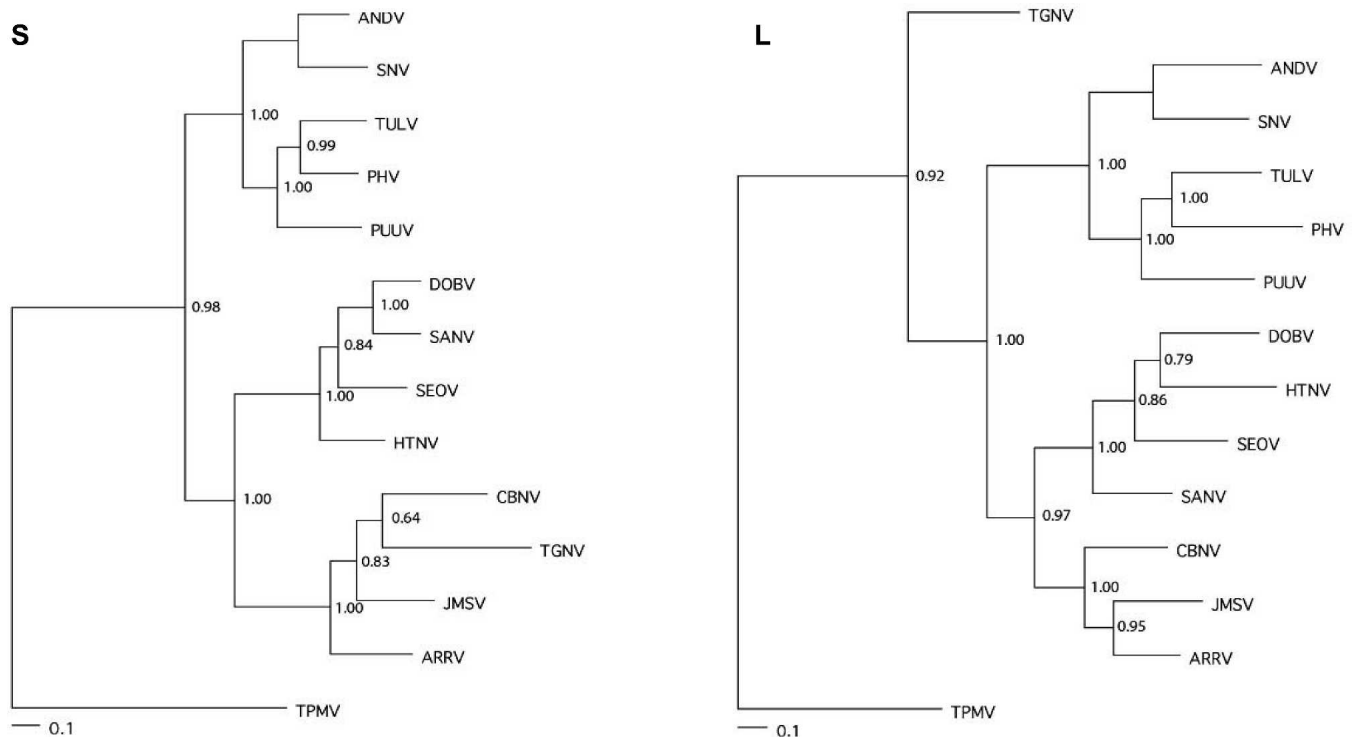 S
ANDV
SNV
1.00
TULV
0.99
PHV
1.00
PUUV
DOBV
1.00
0.98
SANV
0.84
SEOV
1.00
HTNV
CBNV
1.00
0.64
TGNV
0.83
JMSV
1.00
ARRV
TPMV
0.1
L
TGNV
ANDV
SNV
1.00
0.92
TULV
1.00
PHV
1.00
PUUV
DOBV
1.00
0.79
HTNV
0.86
SEOV
1.00
SANV
0.97
CBNV
1.00
JMSV
0.95
ARRV
TPMV
0.1